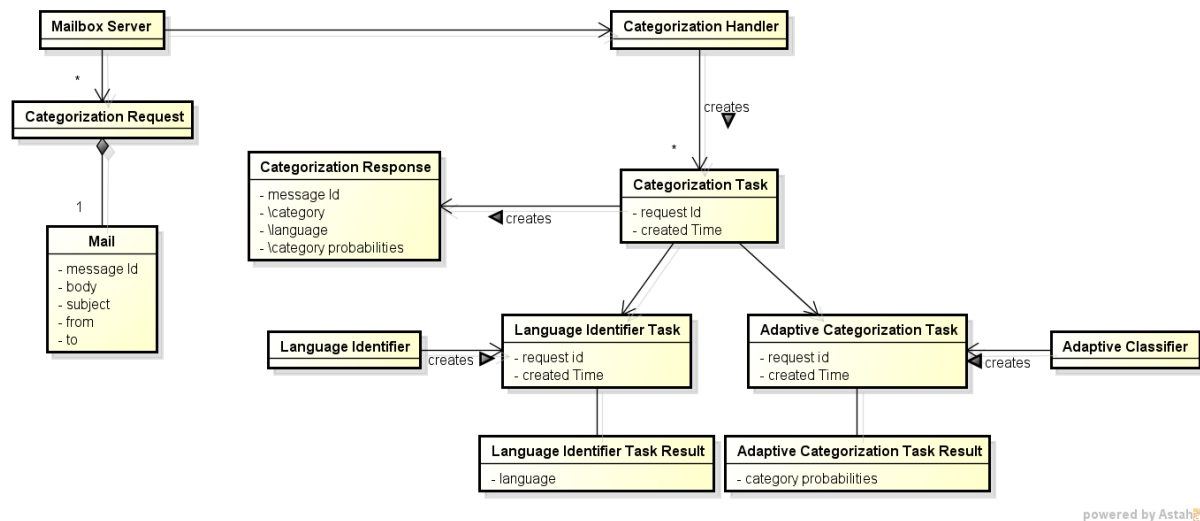 Mailbox Server
Categorization Handler
*
creates
Categorization Request
*
Categorization Response
- message Id
- \category
- \language
- \category probabilities
Categorization Task
- request Id
- created Time
creates
1
Mail
- message Id
- body
- subject
- from
- to
Language Identifier
creates
Language Identifier Task
- request id
- created Time
Adaptive Categorization Task
- request id
- created Time
creates
Adaptive Classifier
Language Identifier Task Result
- language
Adaptive Categorization Task Result
- category probabilities
powered by Astah